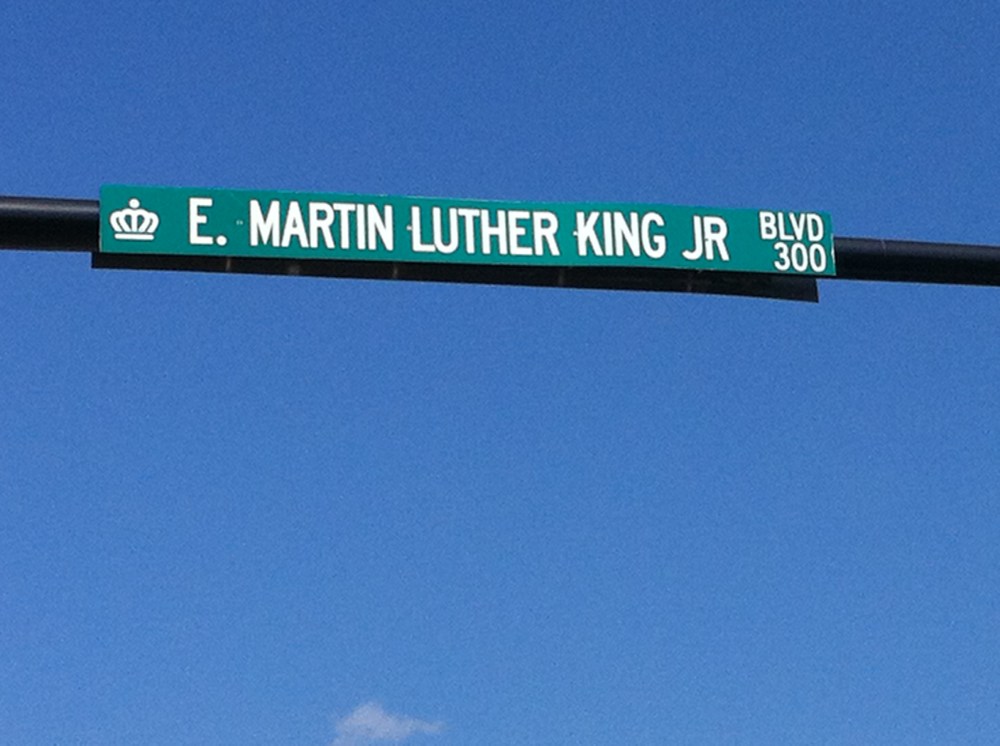 E. MARTIN LUTHER KING JR BLVD
300